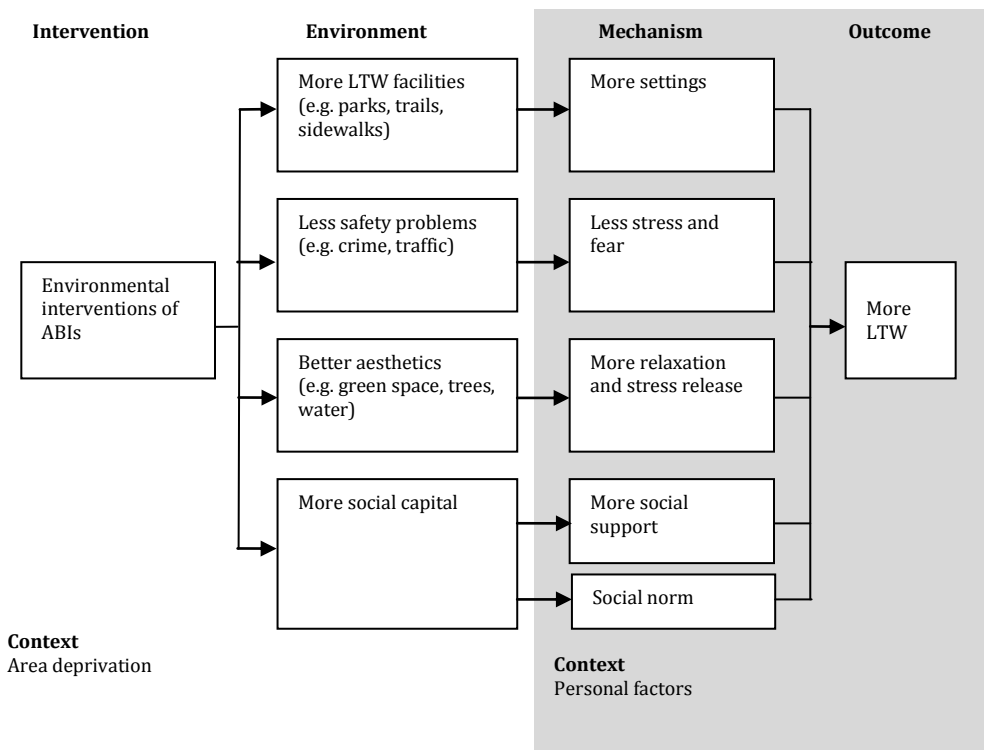 Intervention
Environment
Mechanism
Outcome
More LTW facilities
(e.g. parks, trails,
sidewalks)
More settings
Less safety problems
(e.g. crime, traffic)
Less stress and
fear
Environmental
interventions of
ABIs
More
LTW
Better aesthetics
(e.g. green space, trees,
water)
More relaxation
and stress release
More social capital
More social
support
Social norm
Context
Area deprivation
Context
Personal factors